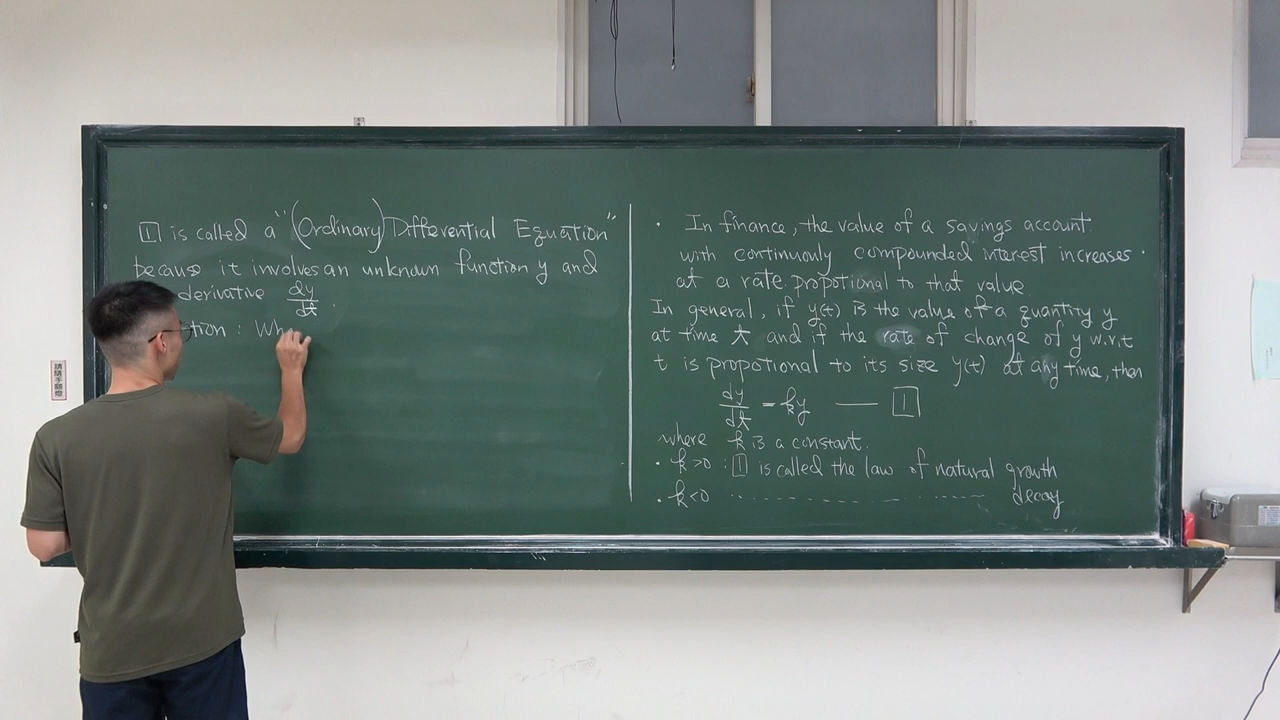 1 is called a "(Ordinary) Differential Equation"
because it involves an unknown function y and
derivative dy/dt.
tion : Wh
· In finance, the value of a savings account
with continuously compounded interest increases
at a rate propotional to that value.
In general, if y(t) is the value of a quantity y
at time t and if the rate of change of y w.r.t
t is propotional to its size y(t) at any time, then
dy/dt = ky —— 1
where k is a constant.
· k>0 : 1 is called the law of natural growth
· k<0 .................. decay
請隨手關燈